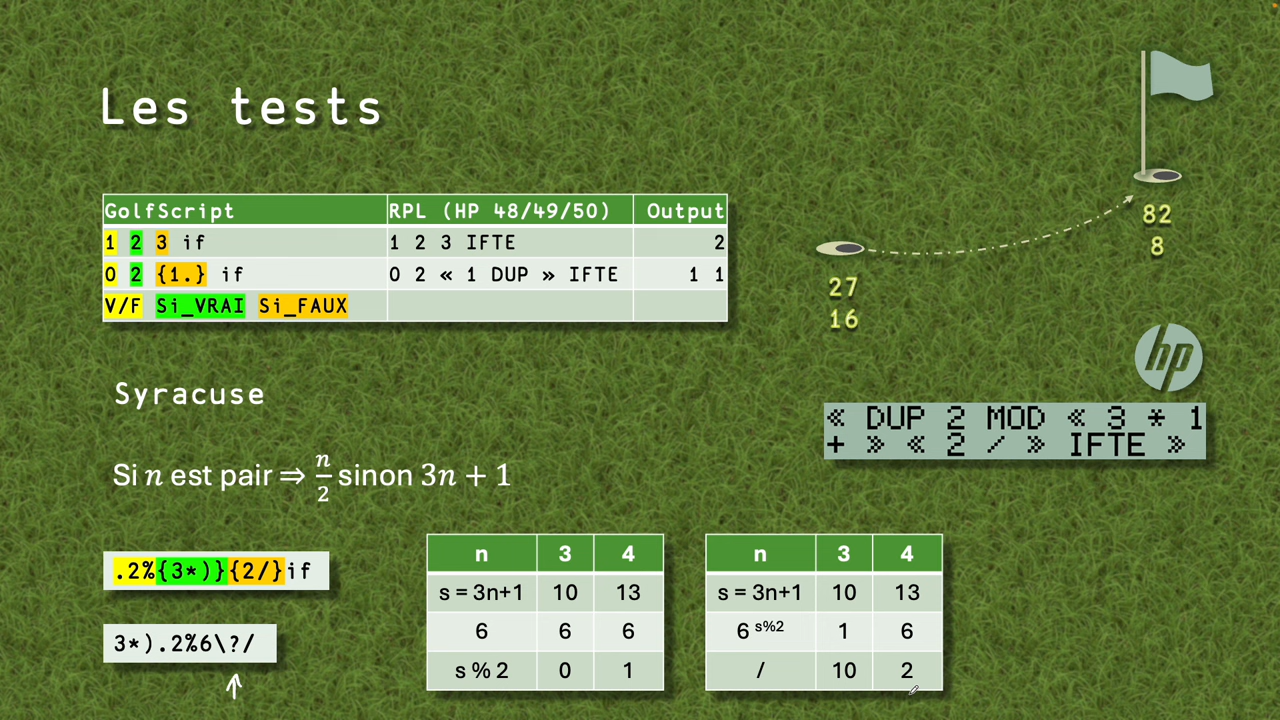 Les tests
GolfScript RPL (HP 48/49/50) Output
1 2 3 if 1 2 3 IFTE 2
0 2 {1.} if 0 2 « 1 DUP » IFTE 1 1
V/F Si_VRAI Si_FAUX
82
8
27
16
hp
« DUP 2 MOD « 3 * 1
+ » « 2 / » IFTE »
Syracuse
Si n est pair ⇒ n/2 sinon 3n + 1
.2%{3*)}{2/}if
3*).2%6\?/
n 3 4
s = 3n+1 10 13
6 6 6
s % 2 0 1
n 3 4
s = 3n+1 10 13
6 s%2 1 6
/ 10 2